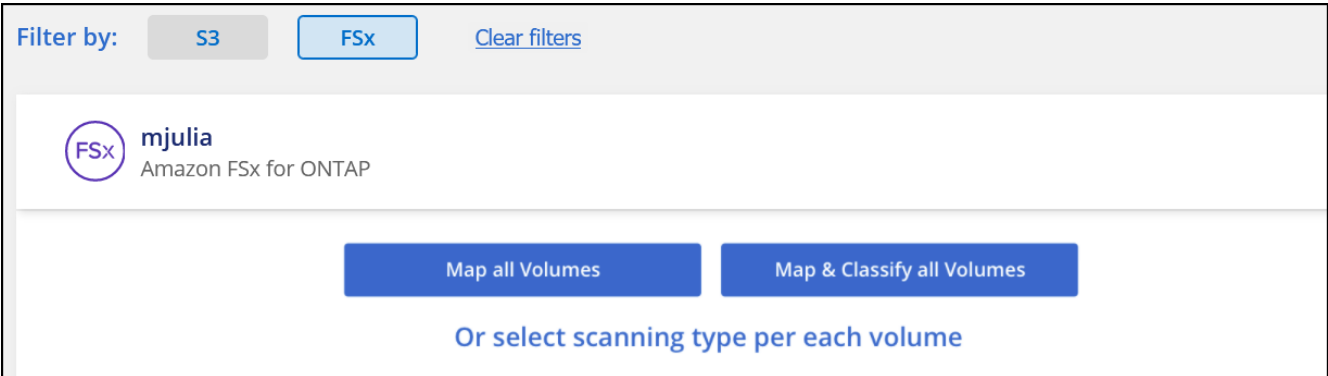 Filter by: S3 FSx Clear filters
FSx
mjulia
Amazon FSx for ONTAP
Map all Volumes Map & Classify all Volumes
Or select scanning type per each volume